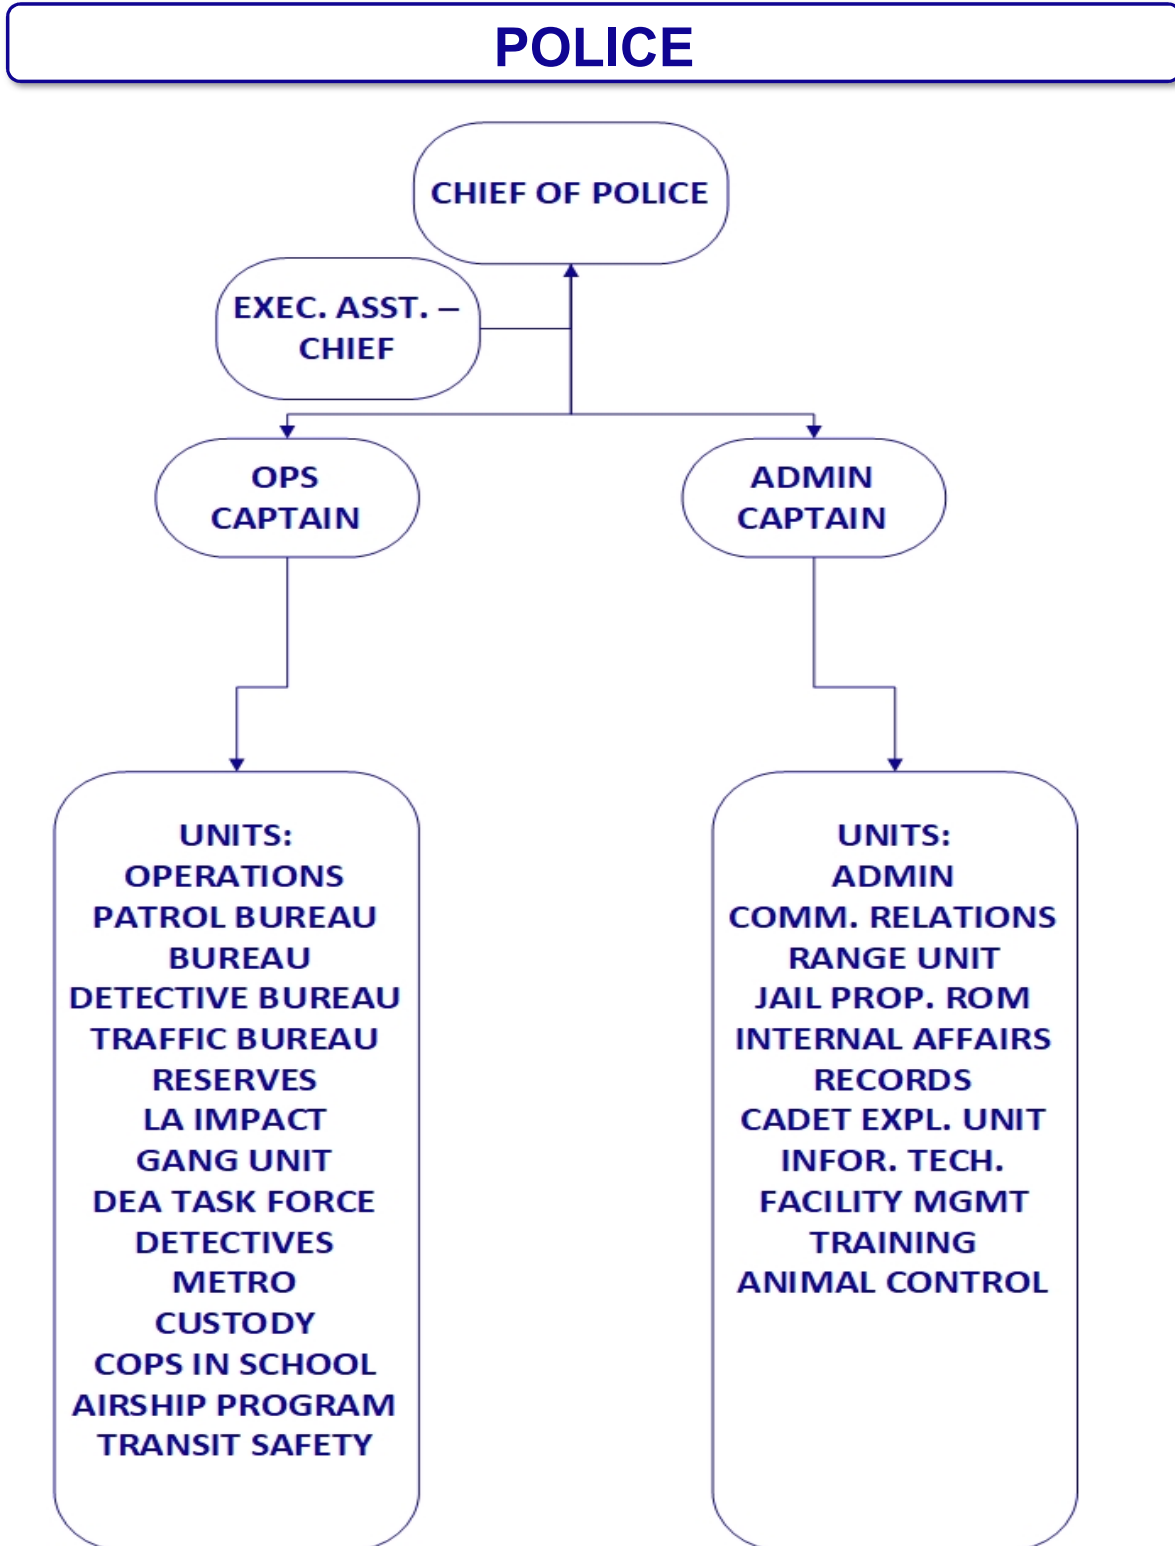 POLICE
CHIEF OF POLICE
EXEC. ASST. –
CHIEF
OPS
CAPTAIN
ADMIN
CAPTAIN
UNITS:
OPERATIONS
PATROL BUREAU
BUREAU
DETECTIVE BUREAU
TRAFFIC BUREAU
RESERVES
LA IMPACT
GANG UNIT
DEA TASK FORCE
DETECTIVES
METRO
CUSTODY
COPS IN SCHOOL
AIRSHIP PROGRAM
TRANSIT SAFETY
UNITS:
ADMIN
COMM. RELATIONS
RANGE UNIT
JAIL PROP. ROM
INTERNAL AFFAIRS
RECORDS
CADET EXPL. UNIT
INFOR. TECH.
FACILITY MGMT
TRAINING
ANIMAL CONTROL